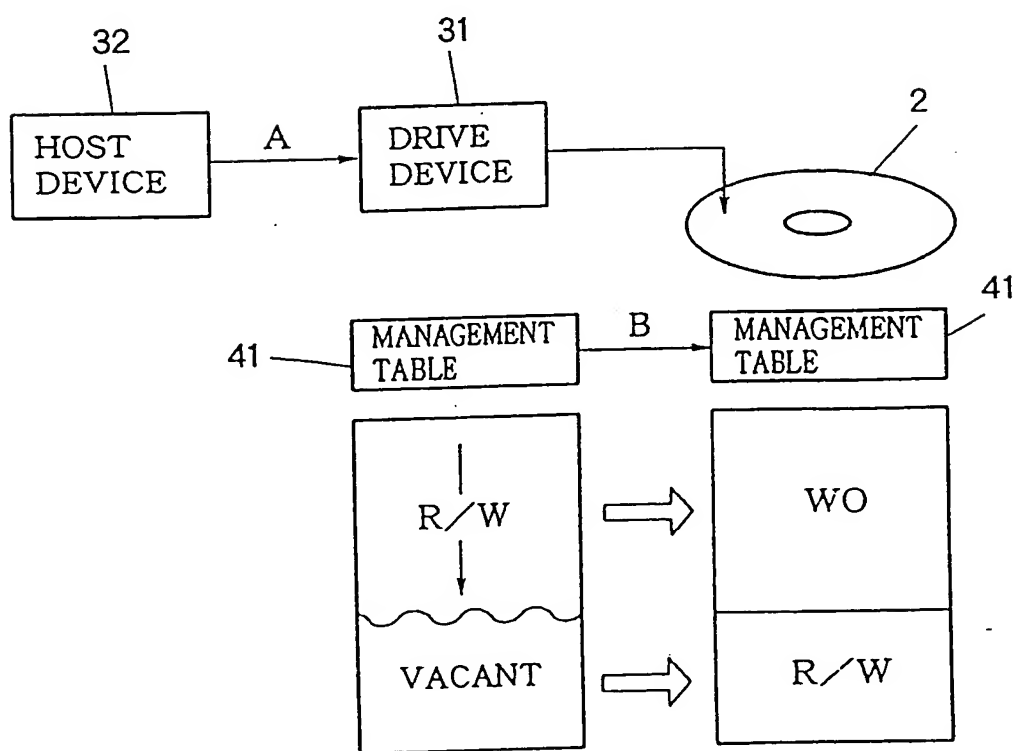 32
31
2
HOST
DEVICE
A
DRIVE
DEVICE
41
MANAGEMENT
TABLE
B
MANAGEMENT
TABLE
41
R/W
WO
VACANT
R/W